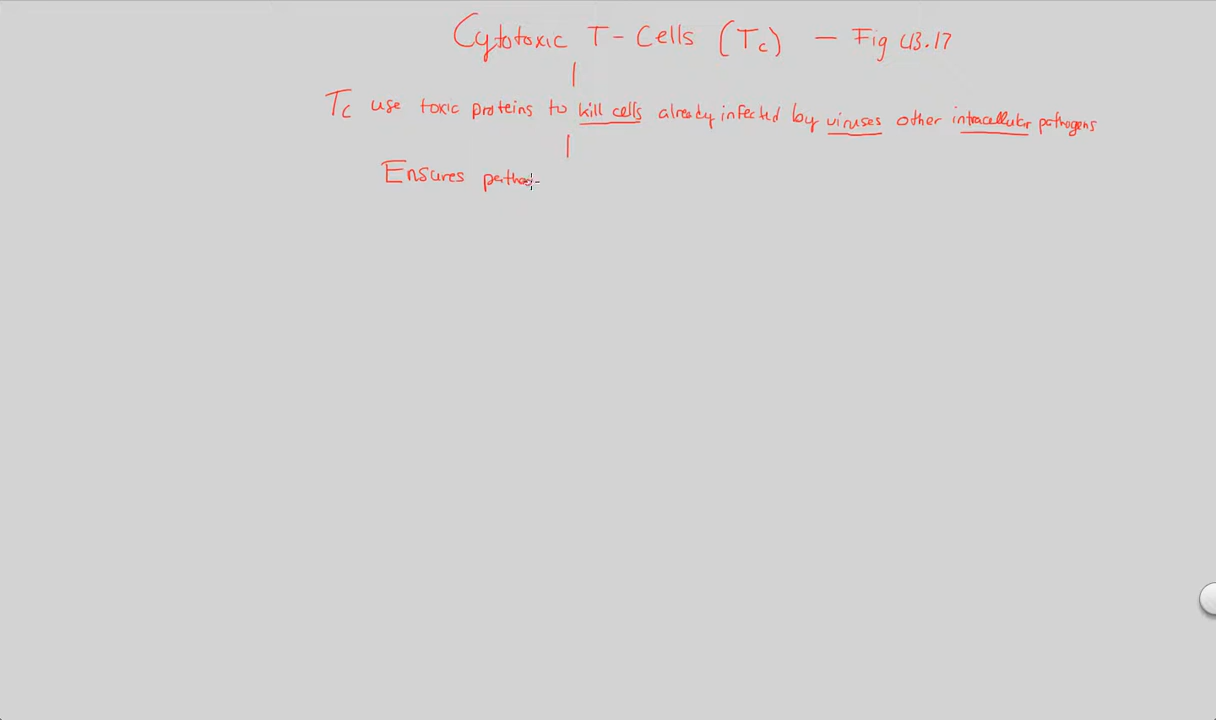 Cytotoxic T-Cells (Tc) — Fig 43.17
Tc use toxic proteins to kill cells already infected by viruses other intracellular pathogens
Ensures patho